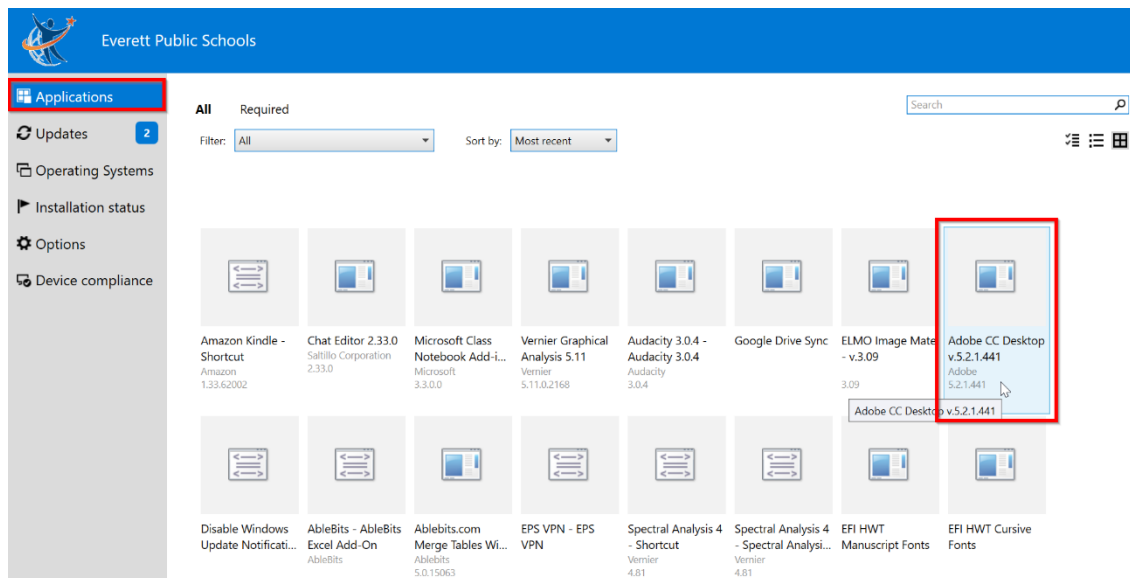 Everett Public Schools
Applications
Updates 2
Operating Systems
Installation status
Options
Device compliance
All Required
Search
Filter: All Sort by: Most recent
Amazon Kindle -
Shortcut
Amazon
1.33.62002
Chat Editor 2.33.0
Saltillo Corporation
2.33.0
Microsoft Class
Notebook Add-i...
Microsoft
3.3.0.0
Vernier Graphical
Analysis 5.11
Vernier
5.11.0.2168
Audacity 3.0.4 -
Audacity 3.0.4
Audacity
3.0.4
Google Drive Sync
ELMO Image Mate
- v.3.09
3.09
Adobe CC Desktop
v.5.2.1.441
Adobe
5.2.1.441
Adobe CC Desktop v.5.2.1.441
Disable Windows
Update Notificati...
AbleBits - AbleBits
Excel Add-On
AbleBits
Ablebits.com
Merge Tables Wi...
Ablebits
5.0.15063
EPS VPN - EPS
VPN
Spectral Analysis 4
- Shortcut
Vernier
4.81
Spectral Analysis 4
- Spectral Analysi...
Vernier
4.81
EFI HWT
Manuscript Fonts
EFI HWT Cursive
Fonts